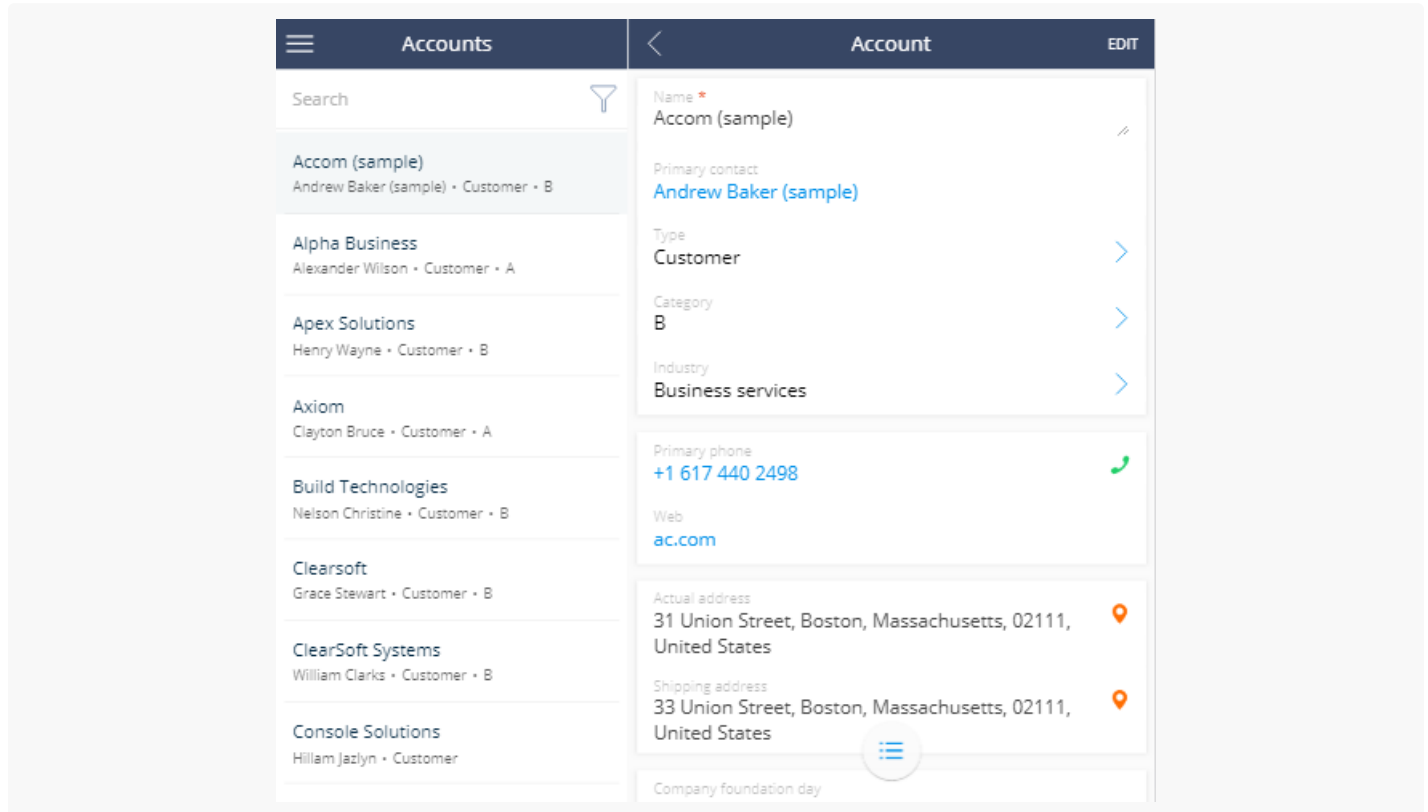 Accounts
Search
Accom (sample)
Andrew Baker (sample) • Customer • B
Alpha Business
Alexander Wilson • Customer • A
Apex Solutions
Henry Wayne • Customer • B
Axiom
Clayton Bruce • Customer • A
Build Technologies
Nelson Christine • Customer • B
Clearsoft
Grace Stewart • Customer • B
ClearSoft Systems
William Clarks • Customer • B
Console Solutions
Hillam Jazlyn • Customer
Account
EDIT
Name *
Accom (sample)
Primary contact
Andrew Baker (sample)
Type
Customer
Category
B
Industry
Business services
Primary phone
+1 617 440 2498
Web
ac.com
Actual address
31 Union Street, Boston, Massachusetts, 02111,
United States
Shipping address
33 Union Street, Boston, Massachusetts, 02111,
United States
Company foundation day